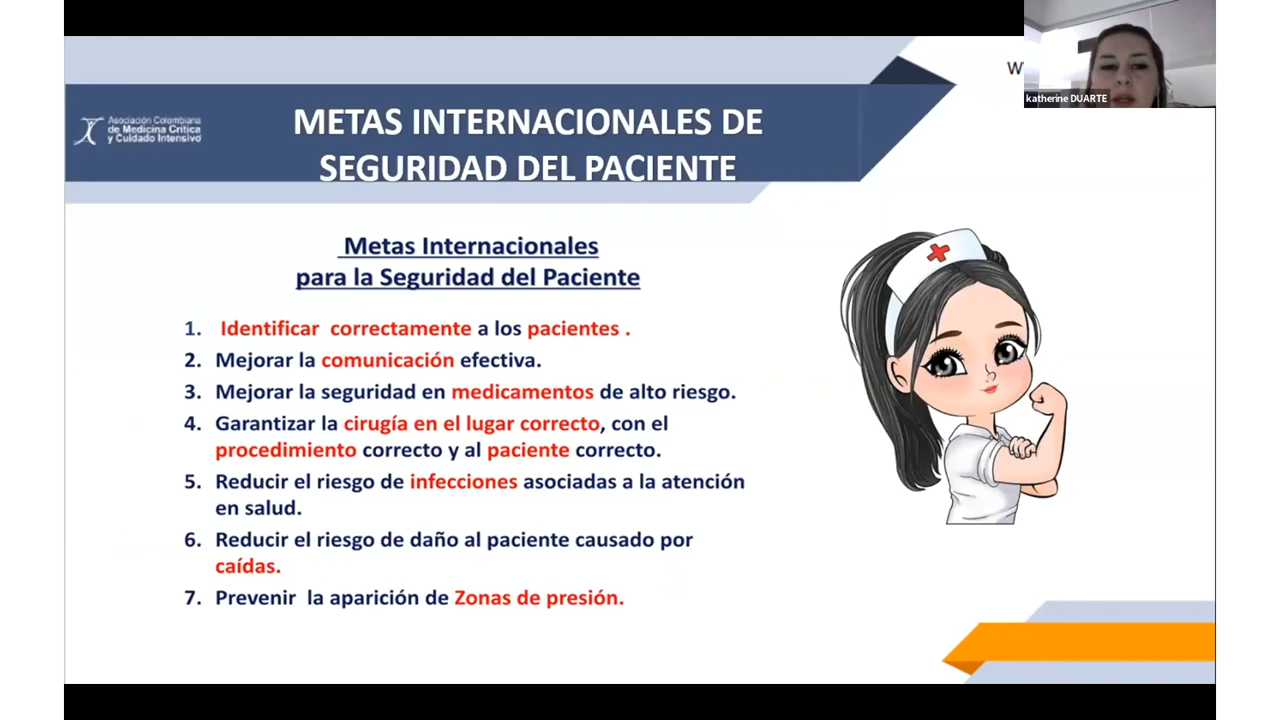 W
katherine DUARTE
Asociación Colombiana
de Medicina Crítica
y Cuidado Intensivo
METAS INTERNACIONALES DE
SEGURIDAD DEL PACIENTE
Metas Internacionales
para la Seguridad del Paciente
1. Identificar correctamente a los pacientes .
2. Mejorar la comunicación efectiva.
3. Mejorar la seguridad en medicamentos de alto riesgo.
4. Garantizar la cirugía en el lugar correcto, con el
procedimiento correcto y al paciente correcto.
5. Reducir el riesgo de infecciones asociadas a la atención
en salud.
6. Reducir el riesgo de daño al paciente causado por
caídas.
7. Prevenir la aparición de Zonas de presión.